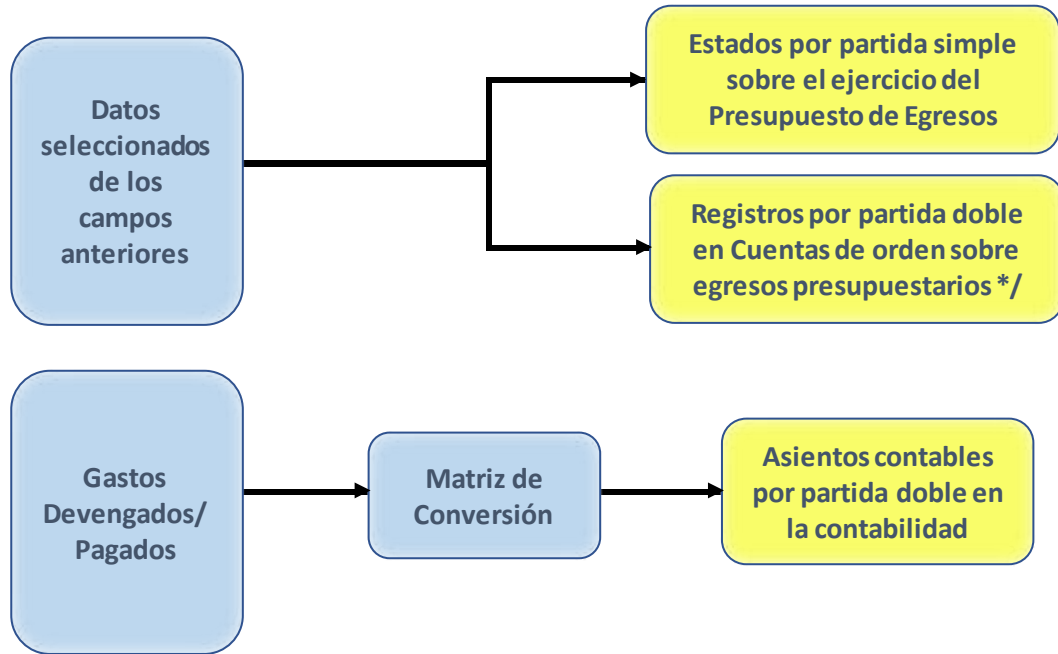 Datos
seleccionados
de los
campos
anteriores
Estados por partida simple
sobre el ejercicio del
Presupuesto de Egresos
Registros por partida doble
en Cuentas de orden sobre
egresos presupuestarios */
Gastos
Devengados/
Pagados
Matriz de
Conversión
Asientos contables
por partida doble en
la contabilidad